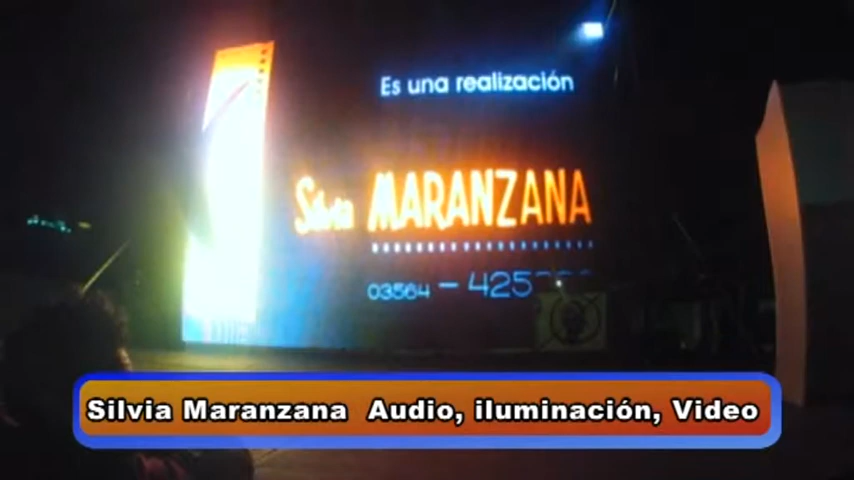 Es una realización
Silvia MARANZANA
03564 - 425
Silvia Maranzana Audio, iluminación, Video